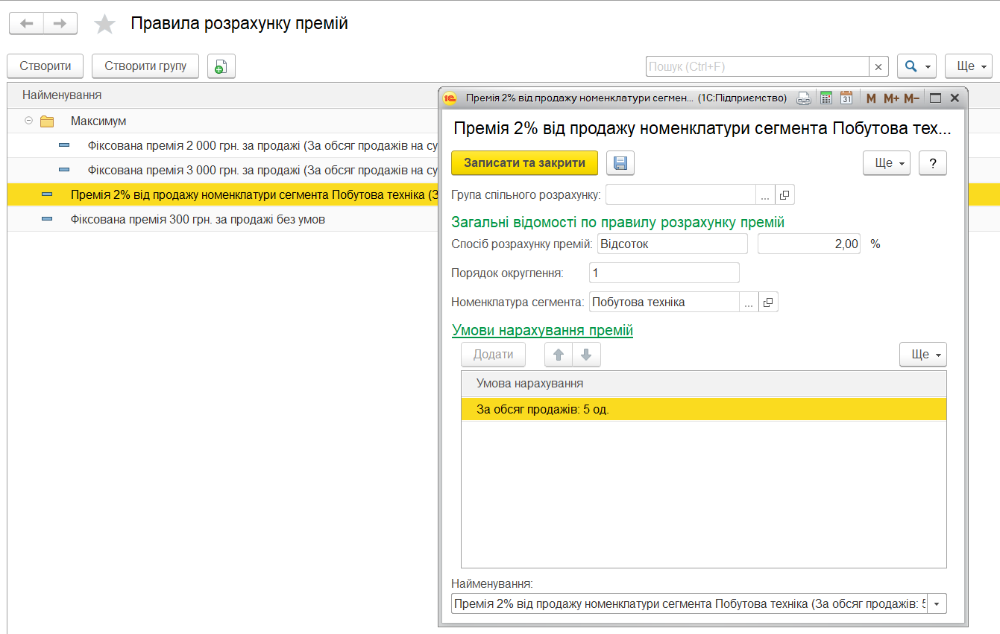 Правила розрахунку премій
Створити
Створити групу
Пошук (Ctrl+F)
Ще
Найменування
Максимум
Фіксована премія 2 000 грн. за продажі (За обсяг продажів на су
Фіксована премія 3 000 грн. за продажі (За обсяг продажів на су
Премія 2% від продажу номенклатури сегмента Побутова техніка (З
Фіксована премія 300 грн. за продажі без умов
1С Премія 2% від продажу номенклатури сегмен... (1С:Підприємство) 31 M M+ M−
Премія 2% від продажу номенклатури сегмента Побутова тех...
Записати та закрити
Ще
?
Група спільного розрахунку: ...
Загальні відомості по правилу розрахунку премій
Спосіб розрахунку премій: Відсоток 2,00 %
Порядок округлення: 1
Номенклатура сегмента: Побутова техніка ...
Умови нарахування премій
Додати
Ще
Умова нарахування
За обсяг продажів: 5 од.
Найменування:
Премія 2% від продажу номенклатури сегмента Побутова техніка (За обсяг продажів: 5